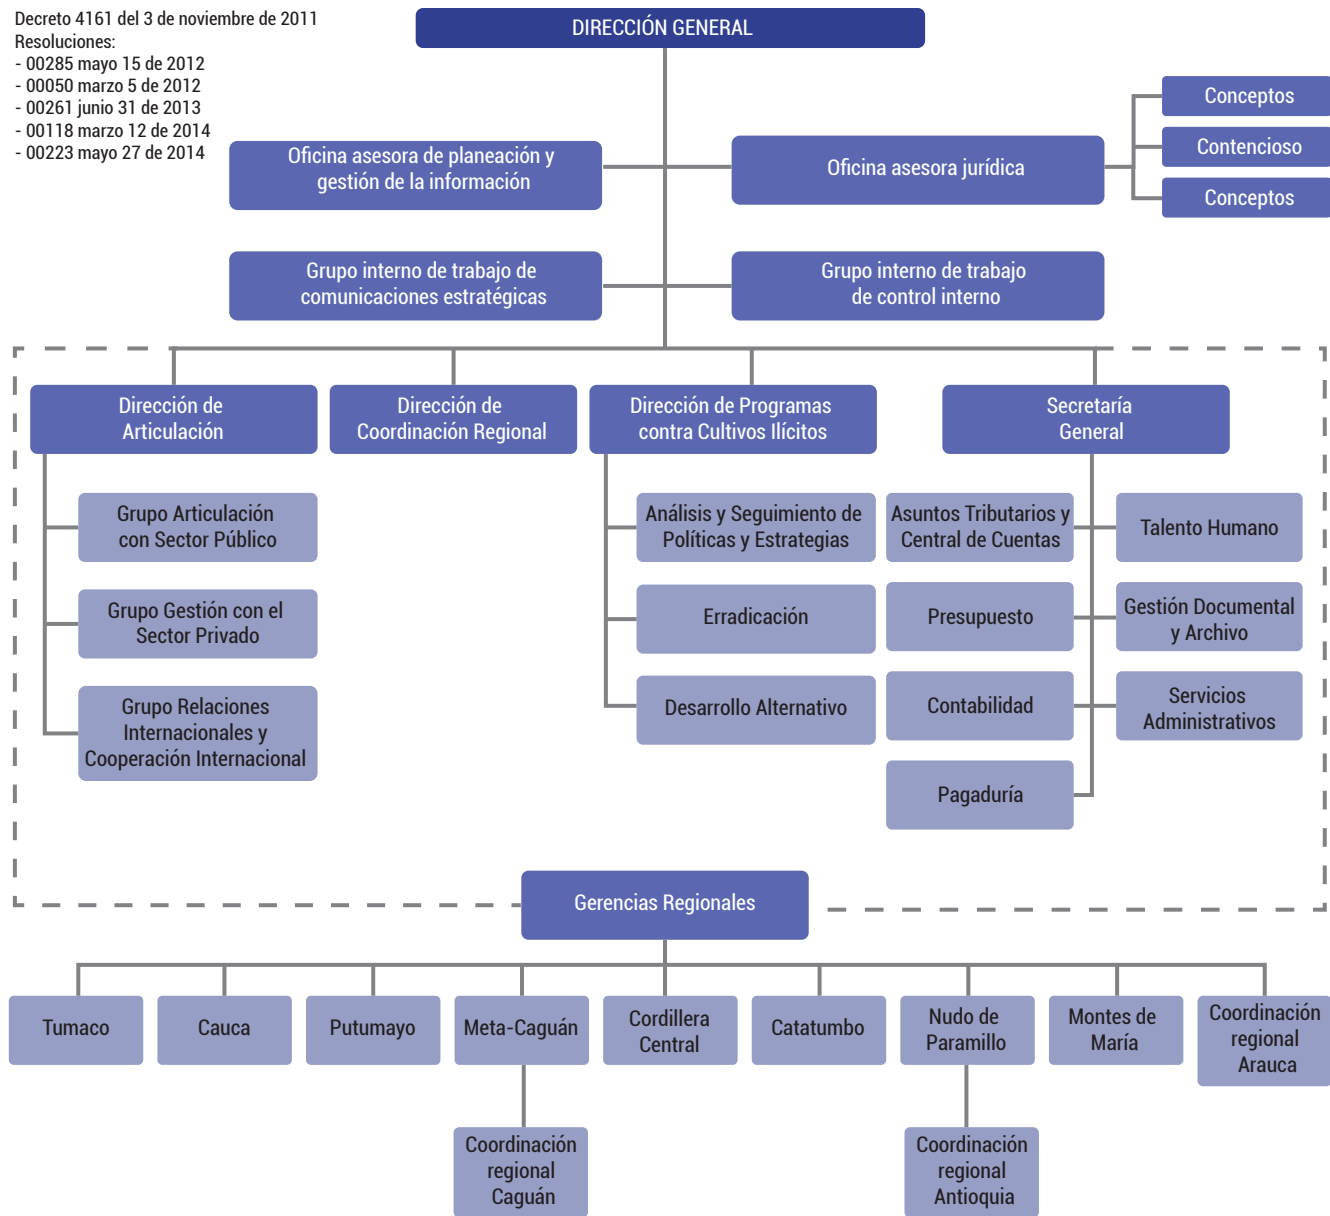 Decreto 4161 del 3 de noviembre de 2011
Resoluciones:
- 00285 mayo 15 de 2012
- 00050 marzo 5 de 2012
- 00261 junio 31 de 2013
- 00118 marzo 12 de 2014
- 00223 mayo 27 de 2014
DIRECCIÓN GENERAL
Oficina asesora de planeación y
gestión de la información
Oficina asesora jurídica
Conceptos
Contencioso
Conceptos
Grupo interno de trabajo de
comunicaciones estratégicas
Grupo interno de trabajo
de control interno
Dirección de
Articulación
Dirección de
Coordinación Regional
Dirección de Programas
contra Cultivos Ilícitos
Secretaría
General
Grupo Articulación
con Sector Público
Grupo Gestión con el
Sector Privado
Grupo Relaciones
Internacionales y
Cooperación Internacional
Análisis y Seguimiento de
Políticas y Estrategias
Erradicación
Desarrollo Alternativo
Asuntos Tributarios y
Central de Cuentas
Presupuesto
Contabilidad
Pagaduría
Talento Humano
Gestión Documental
y Archivo
Servicios
Administrativos
Gerencias Regionales
Tumaco
Cauca
Putumayo
Meta-Caguán
Cordillera
Central
Catatumbo
Nudo de
Paramillo
Montes de
María
Coordinación
regional
Arauca
Coordinación
regional
Caguán
Coordinación
regional
Antioquia